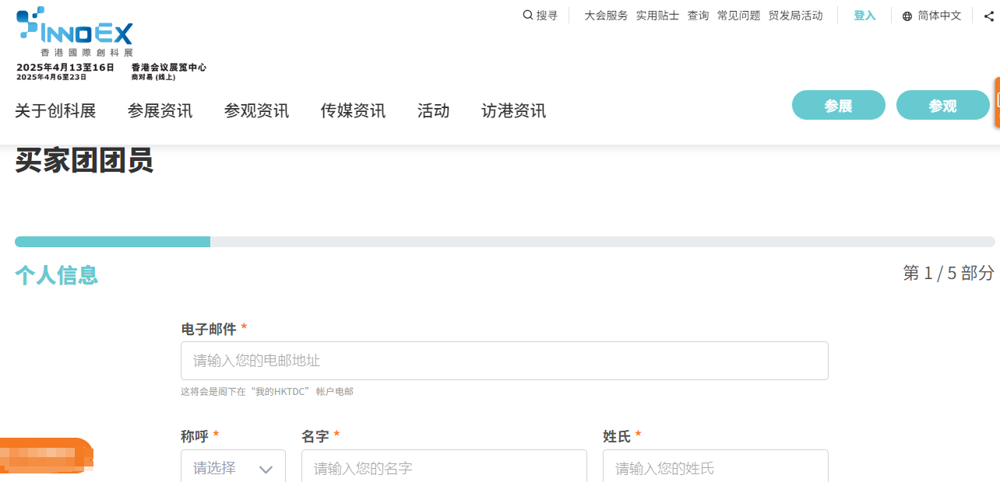 搜寻 大会服务 实用贴士 查询 常见问题 贸发局活动 登入 简体中文
INNOEX
香港國際創科展
2025年4月13至16日 香港会议展览中心
2025年4月6至23日 商对易 (线上)
关于创科展 参展资讯 参观资讯 传媒资讯 活动 访港资讯 参展 参观
买家团团员
个人信息 第 1 / 5 部分
电子邮件 *
请输入您的电邮地址
这将会是阁下在“我的HKTDC” 帐户电邮
称呼 * 名字 * 姓氏 *
请选择 请输入您的名字 请输入您的姓氏